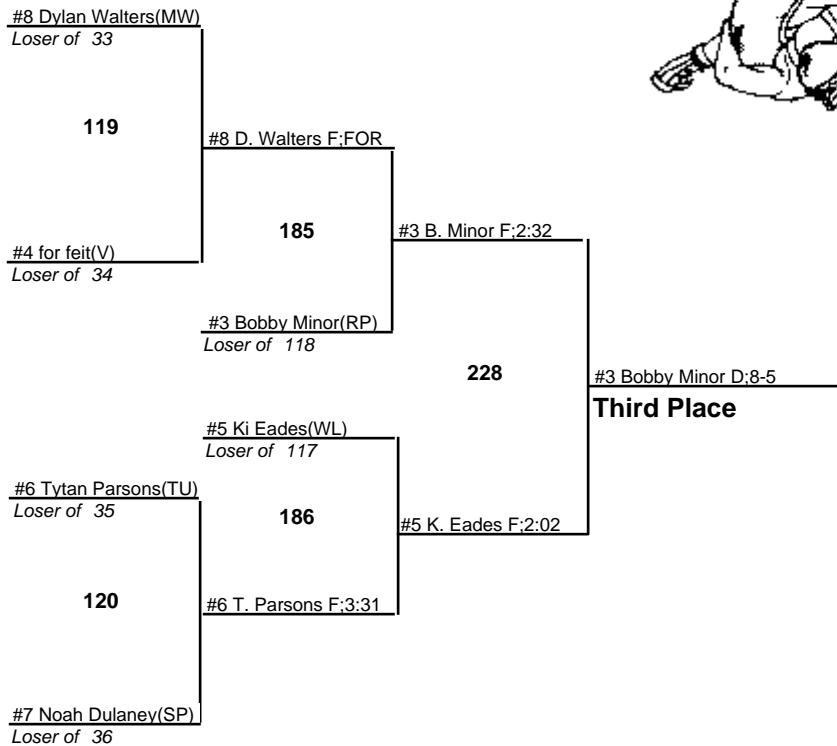 #8 Dylan Walters(MW)
Loser of 33
119
#8 D. Walters F;FOR
185
#3 B. Minor F;2:32
#4 for feit(V)
Loser of 34
#3 Bobby Minor(RP)
Loser of 118
228
#3 Bobby Minor D;8-5
Third Place
#5 Ki Eades(WL)
Loser of 117
#6 Tytan Parsons(TU)
Loser of 35
186
#5 K. Eades F;2:02
120
#6 T. Parsons F;3:31
#7 Noah Dulaney(SP)
Loser of 36